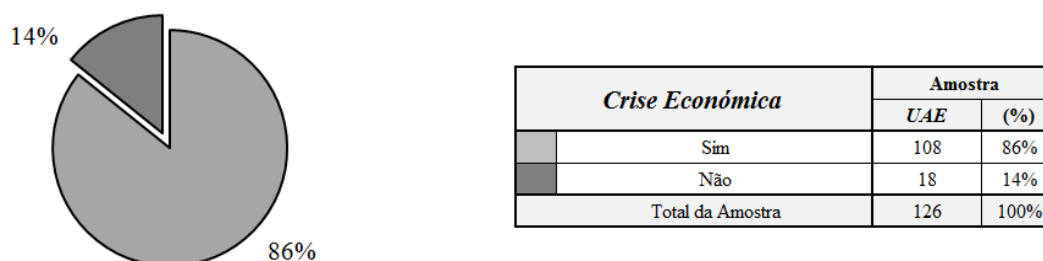 14%
86%
Crise Económica Amostra
UAE (%)
Sim 108 86%
Não 18 14%
Total da Amostra 126 100%